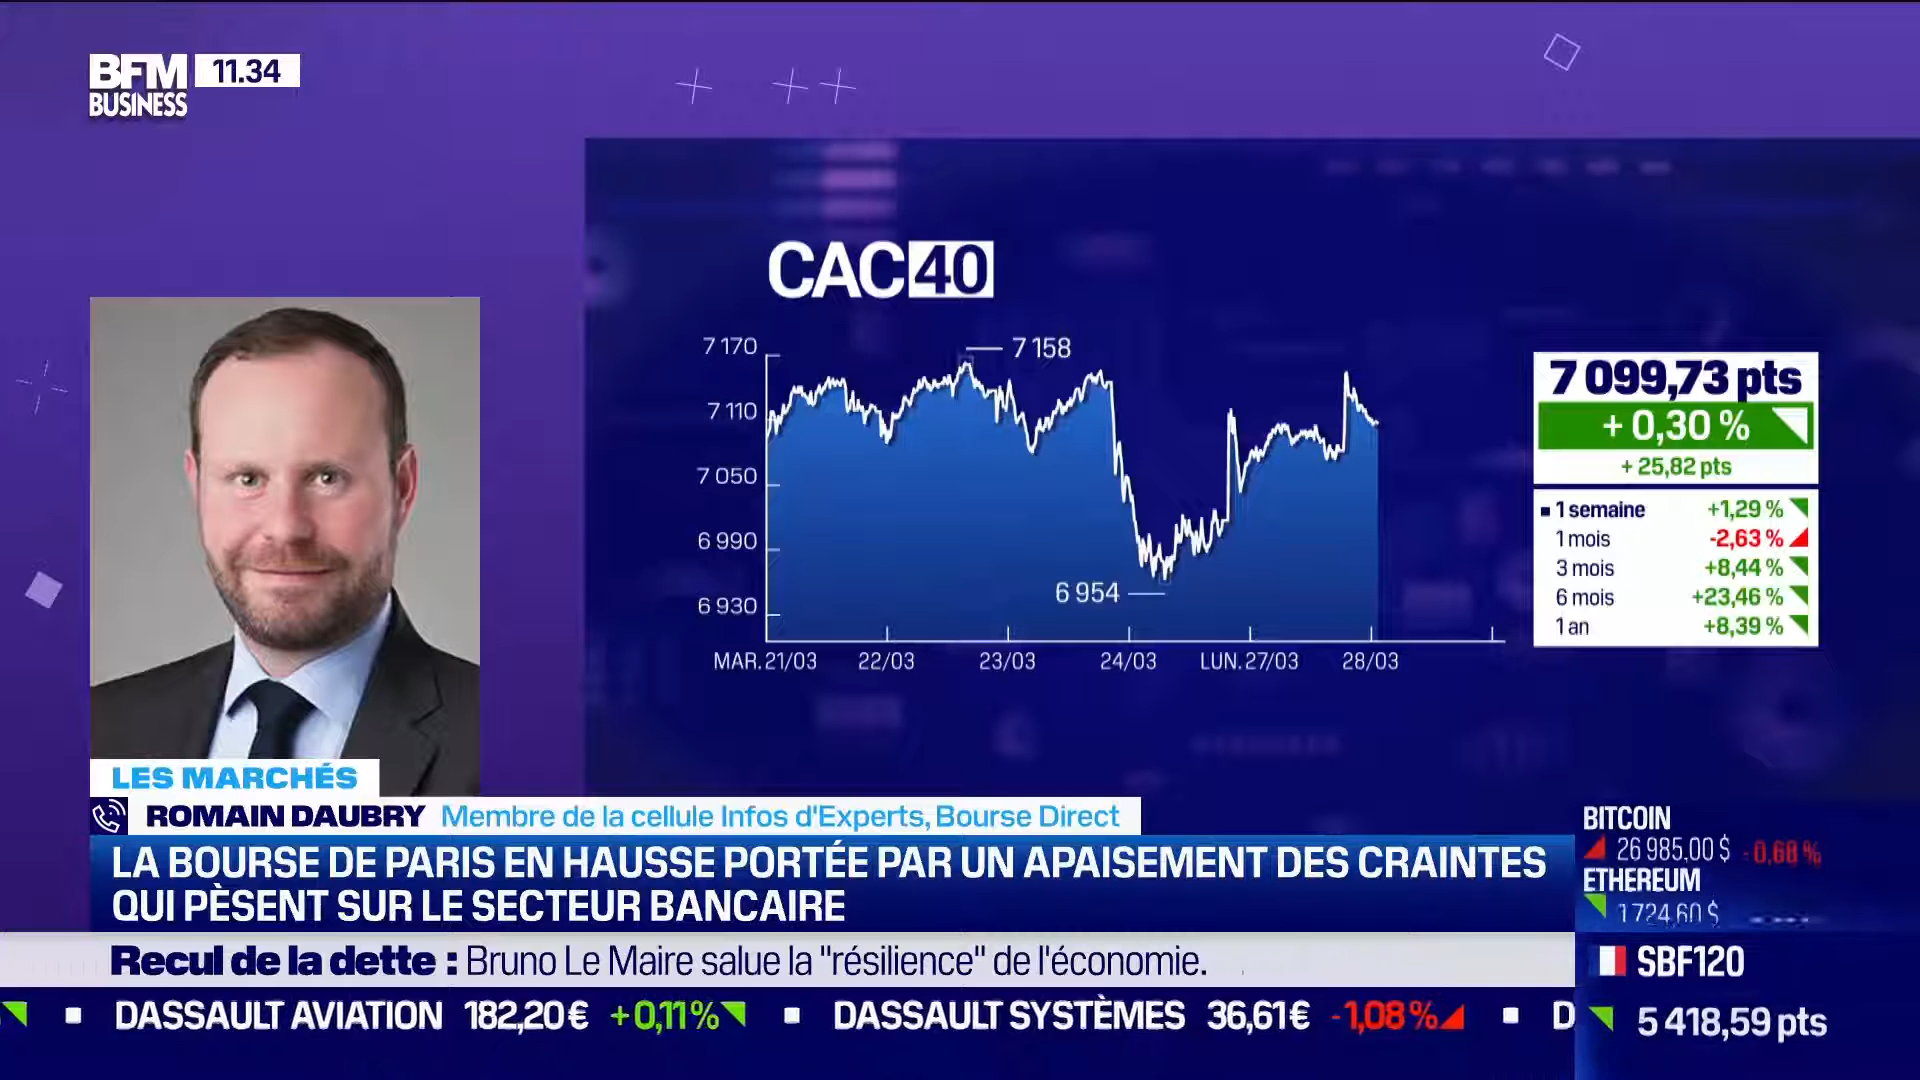 BFM
BUSINESS
11.34
CAC40
7 170
7 110
7 050
6 990
6 930
7 158
6 954
MAR.21/03
22/03
23/03
24/03
LUN.27/03
28/03
7 099,73 pts
+ 0,30 %
+ 25,82 pts
1 semaine +1,29 %
1 mois -2,63 %
3 mois +8,44 %
6 mois +23,46 %
1 an +8,39 %
LES MARCHÉS
ROMAIN DAUBRY Membre de la cellule Infos d'Experts, Bourse Direct
LA BOURSE DE PARIS EN HAUSSE PORTÉE PAR UN APAISEMENT DES CRAINTES
QUI PÈSENT SUR LE SECTEUR BANCAIRE
Recul de la dette : Bruno Le Maire salue la "résilience" de l'économie.
DASSAULT AVIATION 182,20€ +0,11% DASSAULT SYSTÈMES 36,61€ -1,08% D
BITCOIN
26 985,00 $ -0,68 %
ETHEREUM
1 724,60 $
SBF120
5 418,59 pts